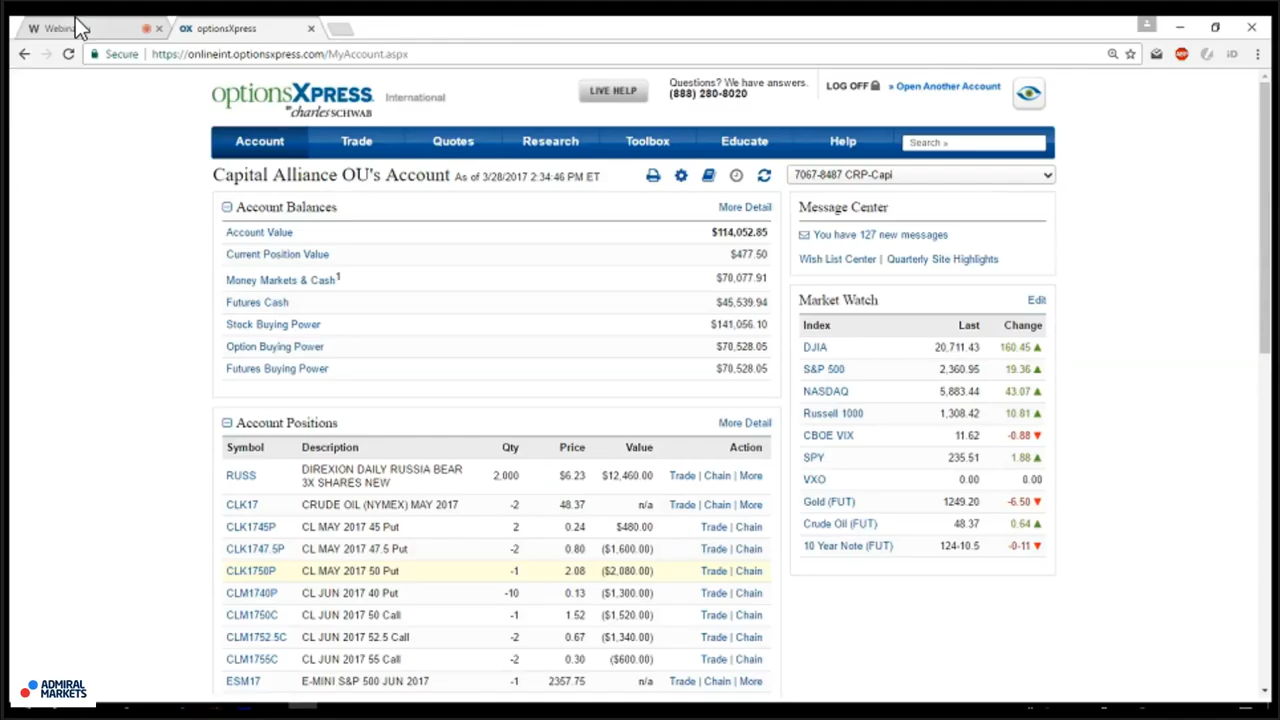 W Webina
OX optionsXpress
Secure https://onlineint.optionsxpress.com/MyAccount.aspx
optionsXpress International
by charles SCHWAB
LIVE HELP
Questions? We have answers.
(888) 280-8020
LOG OFF » Open Another Account
Account Trade Quotes Research Toolbox Educate Help Search »
Capital Alliance OU's Account As of 3/28/2017 2:34:46 PM ET
7067-8487 CRP-Capi
Account Balances More Detail
Account Value $114,052.85
Current Position Value $477.50
Money Markets & Cash1 $70,077.91
Futures Cash $45,539.94
Stock Buying Power $141,056.10
Option Buying Power $70,528.05
Futures Buying Power $70,528.05
Account Positions More Detail
Symbol Description Qty Price Value Action
RUSS DIREXION DAILY RUSSIA BEAR 3X SHARES NEW 2,000 $6.23 $12,460.00 Trade | Chain | More
CLK17 CRUDE OIL (NYMEX) MAY 2017 -2 48.37 n/a Trade | Chain | More
CLK1745P CL MAY 2017 45 Put 2 0.24 $480.00 Trade | Chain
CLK1747.5P CL MAY 2017 47.5 Put -2 0.80 ($1,600.00) Trade | Chain
CLK1750P CL MAY 2017 50 Put -1 2.08 ($2,080.00) Trade | Chain
CLM1740P CL JUN 2017 40 Put -10 0.13 ($1,300.00) Trade | Chain
CLM1750C CL JUN 2017 50 Call -1 1.52 ($1,520.00) Trade | Chain
CLM1752.5C CL JUN 2017 52.5 Call -2 0.67 ($1,340.00) Trade | Chain
CLM1755C CL JUN 2017 55 Call -2 0.30 ($600.00) Trade | Chain
ESM17 E-MINI S&P 500 JUN 2017 -1 2357.75 n/a Trade | Chain | More
Message Center
You have 127 new messages
Wish List Center | Quarterly Site Highlights
Market Watch Edit
Index Last Change
DJIA 20,711.43 160.45
S&P 500 2,360.95 19.36
NASDAQ 5,883.44 43.07
Russell 1000 1,308.42 10.81
CBOE VIX 11.62 -0.88
SPY 235.51 1.88
VXO 0.00 0.00
Gold (FUT) 1249.20 -6.50
Crude Oil (FUT) 48.37 0.64
10 Year Note (FUT) 124-10.5 -0-11
ADMIRAL
MARKETS